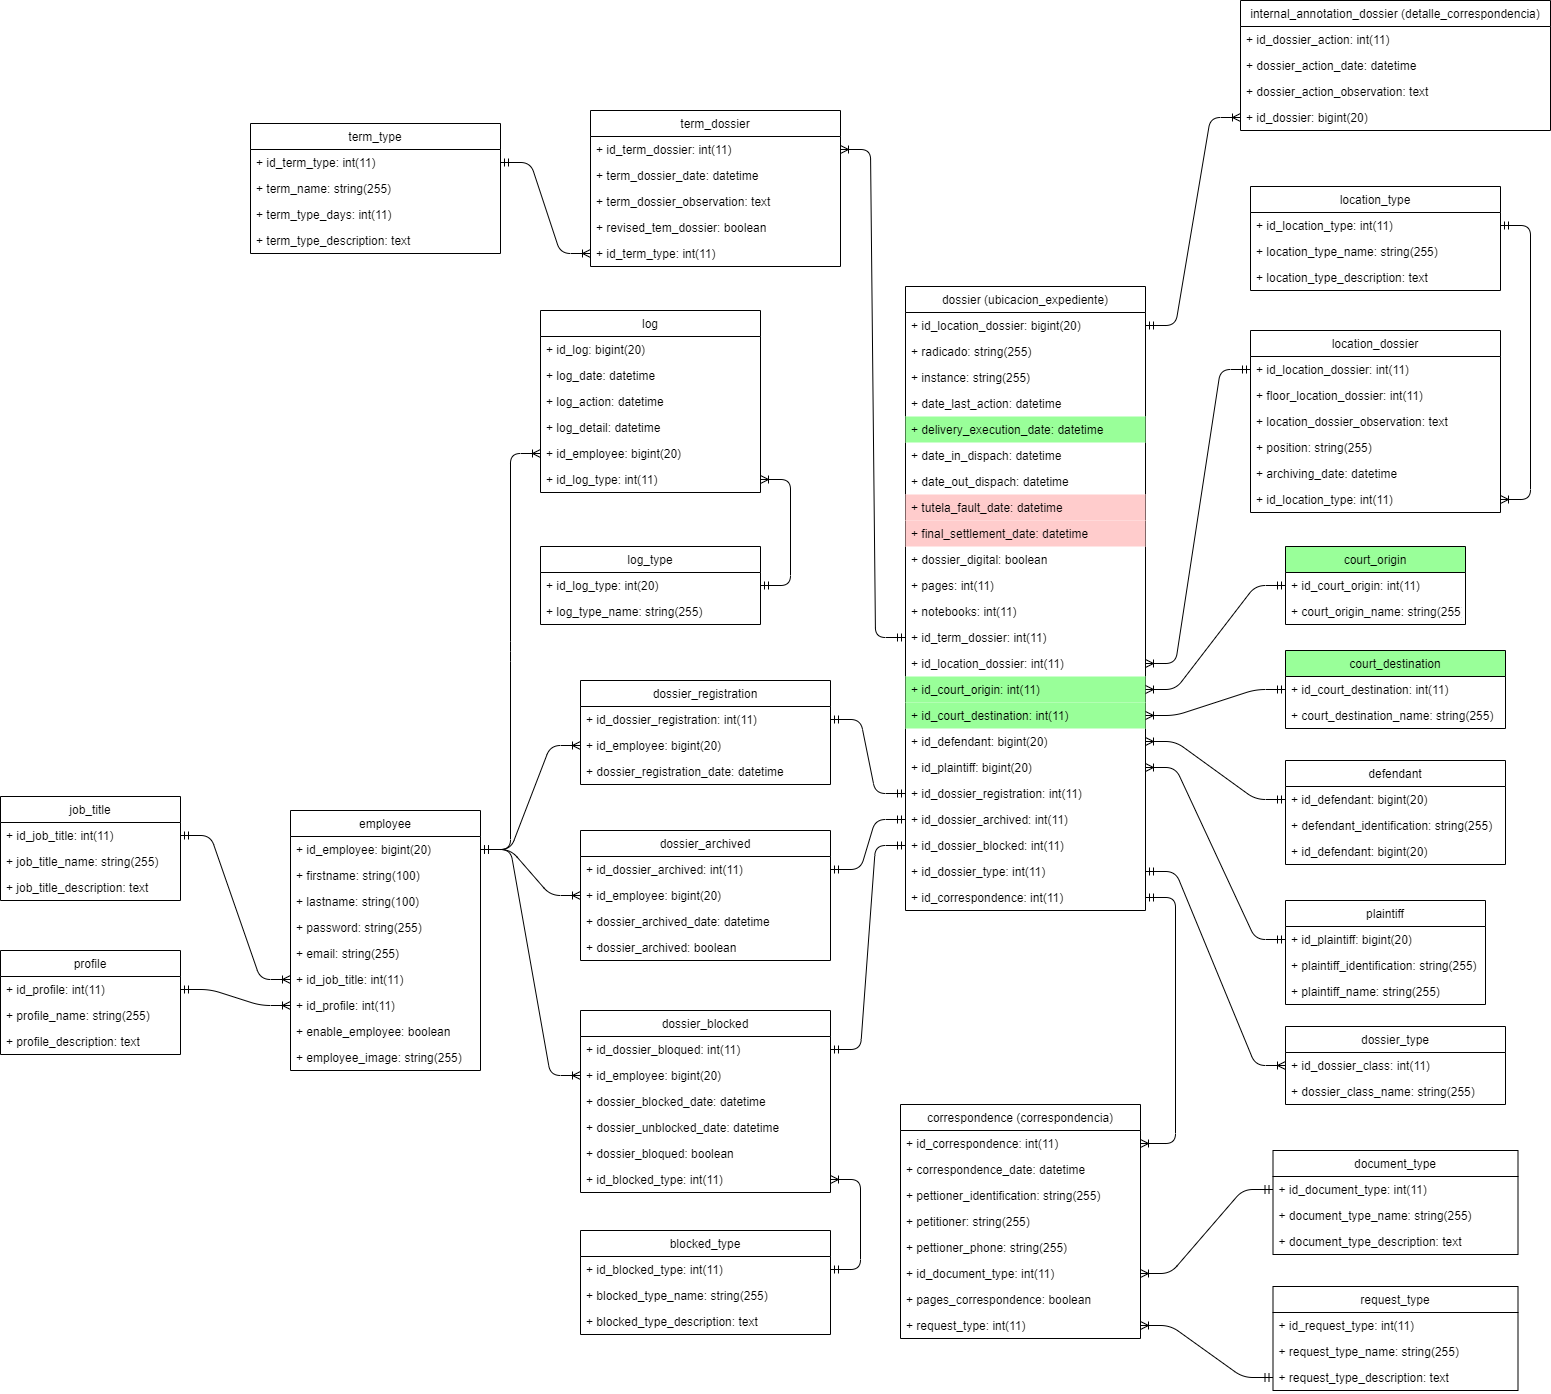 internal_annotation_dossier (detalle_correspondencia)
+ id_dossier_action: int(11)
+ dossier_action_date: datetime
+ dossier_action_observation: text
+ id_dossier: bigint(20)
term_type
+ id_term_type: int(11)
+ term_name: string(255)
+ term_type_days: int(11)
+ term_type_description: text
term_dossier
+ id_term_dossier: int(11)
+ term_dossier_date: datetime
+ term_dossier_observation: text
+ revised_tem_dossier: boolean
+ id_term_type: int(11)
location_type
+ id_location_type: int(11)
+ location_type_name: string(255)
+ location_type_description: text
log
+ id_log: bigint(20)
+ log_date: datetime
+ log_action: datetime
+ log_detail: datetime
+ id_employee: bigint(20)
+ id_log_type: int(11)
log_type
+ id_log_type: int(20)
+ log_type_name: string(255)
dossier (ubicacion_expediente)
+ id_location_dossier: bigint(20)
+ radicado: string(255)
+ instance: string(255)
+ date_last_action: datetime
+ delivery_execution_date: datetime
+ date_in_dispach: datetime
+ date_out_dispach: datetime
+ tutela_fault_date: datetime
+ final_settlement_date: datetime
+ dossier_digital: boolean
+ pages: int(11)
+ notebooks: int(11)
+ id_term_dossier: int(11)
+ id_location_dossier: int(11)
+ id_court_origin: int(11)
+ id_court_destination: int(11)
+ id_defendant: bigint(20)
+ id_plaintiff: bigint(20)
+ id_dossier_registration: int(11)
+ id_dossier_archived: int(11)
+ id_dossier_blocked: int(11)
+ id_dossier_type: int(11)
+ id_correspondence: int(11)
location_dossier
+ id_location_dossier: int(11)
+ floor_location_dossier: int(11)
+ location_dossier_observation: text
+ position: string(255)
+ archiving_date: datetime
+ id_location_type: int(11)
court_origin
+ id_court_origin: int(11)
+ court_origin_name: string(255
court_destination
+ id_court_destination: int(11)
+ court_destination_name: string(255)
defendant
+ id_defendant: bigint(20)
+ defendant_identification: string(255)
+ id_defendant: bigint(20)
plaintiff
+ id_plaintiff: bigint(20)
+ plaintiff_identification: string(255)
+ plaintiff_name: string(255)
dossier_type
+ id_dossier_class: int(11)
+ dossier_class_name: string(255)
job_title
+ id_job_title: int(11)
+ job_title_name: string(255)
+ job_title_description: text
profile
+ id_profile: int(11)
+ profile_name: string(255)
+ profile_description: text
employee
+ id_employee: bigint(20)
+ firstname: string(100)
+ lastname: string(100)
+ password: string(255)
+ email: string(255)
+ id_job_title: int(11)
+ id_profile: int(11)
+ enable_employee: boolean
+ employee_image: string(255)
dossier_registration
+ id_dossier_registration: int(11)
+ id_employee: bigint(20)
+ dossier_registration_date: datetime
dossier_archived
+ id_dossier_archived: int(11)
+ id_employee: bigint(20)
+ dossier_archived_date: datetime
+ dossier_archived: boolean
dossier_blocked
+ id_dossier_bloqued: int(11)
+ id_employee: bigint(20)
+ dossier_blocked_date: datetime
+ dossier_unblocked_date: datetime
+ dossier_bloqued: boolean
+ id_blocked_type: int(11)
blocked_type
+ id_blocked_type: int(11)
+ blocked_type_name: string(255)
+ blocked_type_description: text
correspondence (correspondencia)
+ id_correspondence: int(11)
+ correspondence_date: datetime
+ pettioner_identification: string(255)
+ petitioner: string(255)
+ pettioner_phone: string(255)
+ id_document_type: int(11)
+ pages_correspondence: boolean
+ request_type: int(11)
document_type
+ id_document_type: int(11)
+ document_type_name: string(255)
+ document_type_description: text
request_type
+ id_request_type: int(11)
+ request_type_name: string(255)
+ request_type_description: text